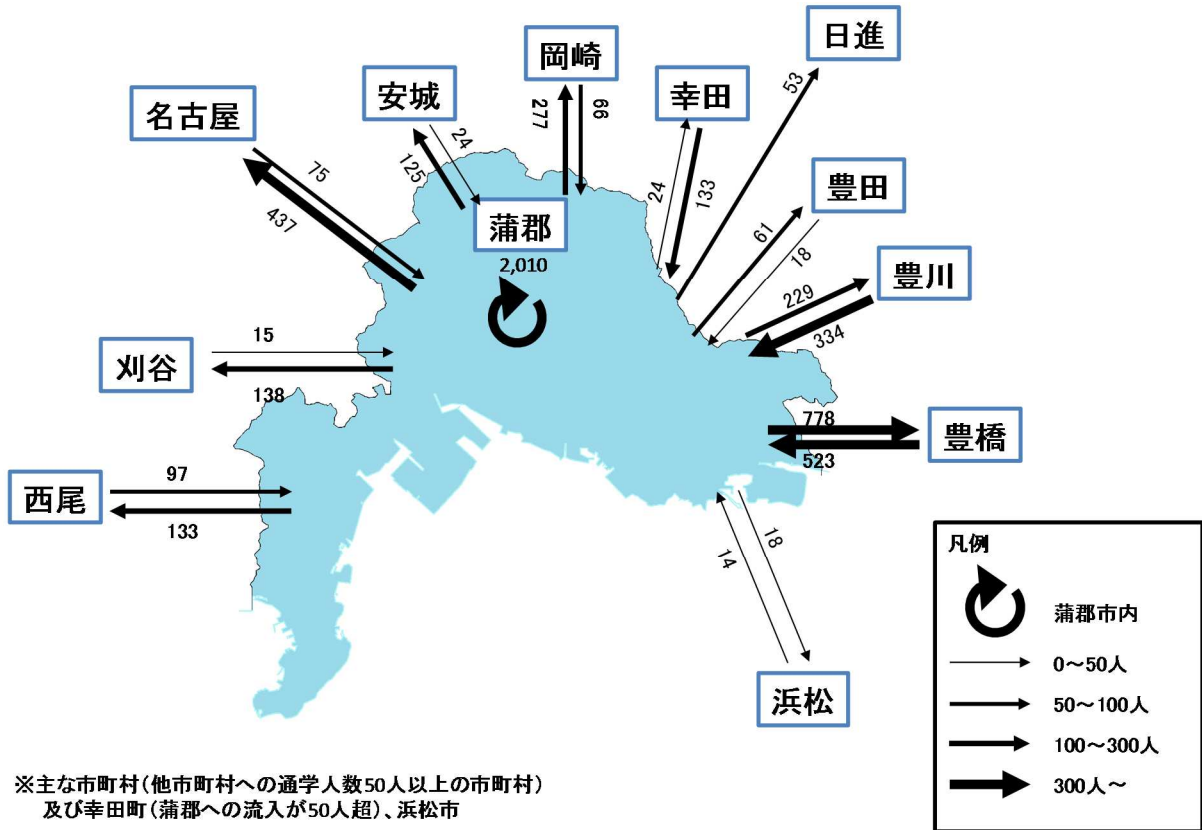 日進
53
岡崎
277
66
幸田
24
133
安城
24
125
名古屋
75
437
豊田
61
18
蒲郡
2,010
豊川
229
334
刈谷
15
138
豊橋
778
523
西尾
97
133
14
18
浜松
凡例
蒲郡市内
0~50人
50~100人
100~300人
300人~
※主な市町村(他市町村への通学人数50人以上の市町村)
及び幸田町(蒲郡への流入が50人超)、浜松市